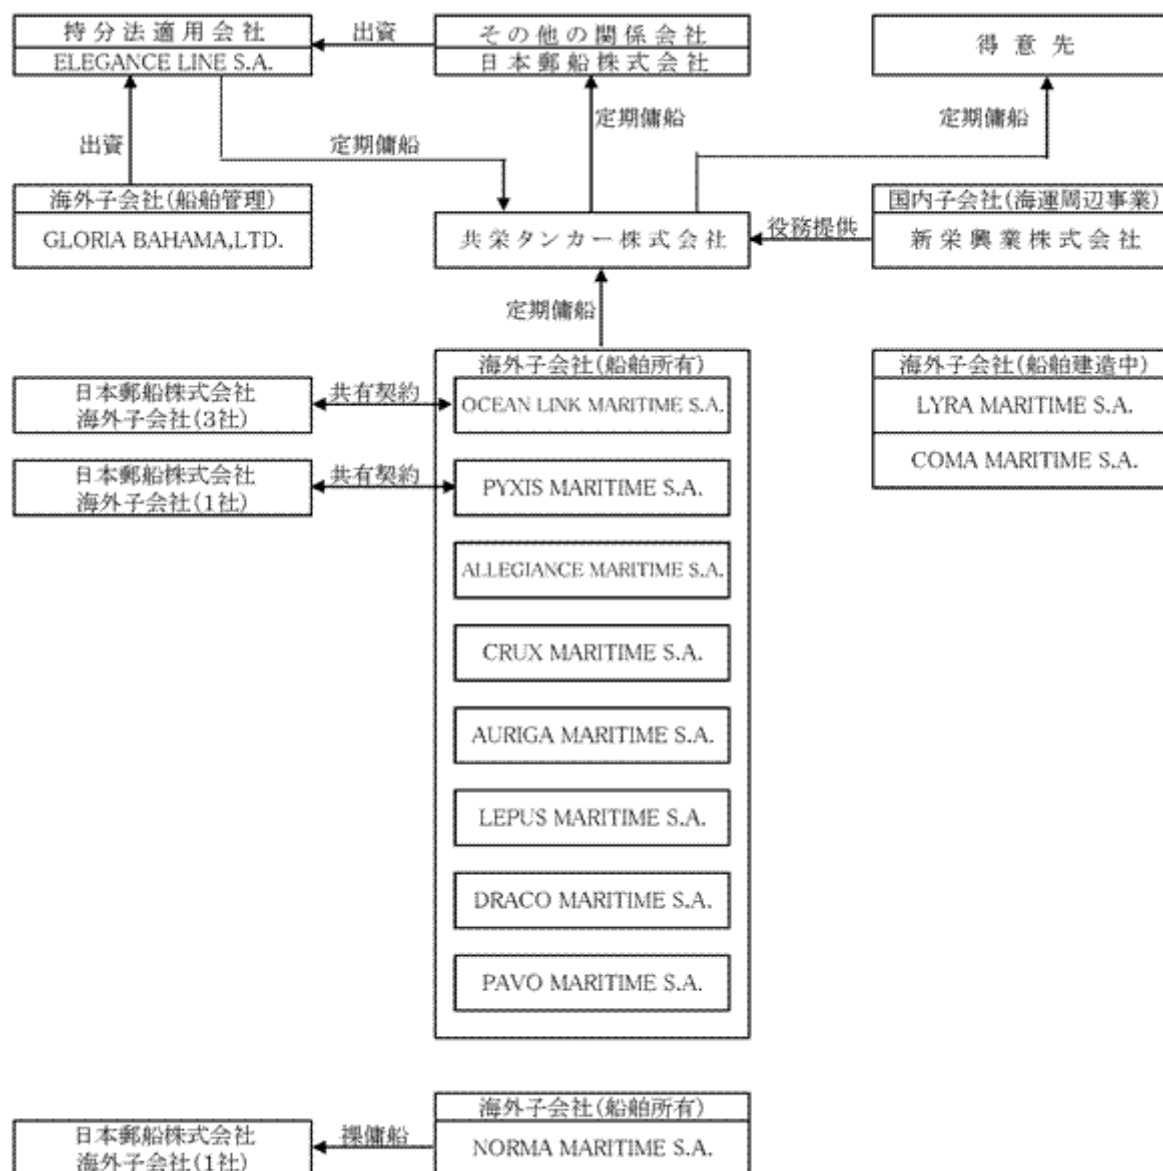 持分法適用会社
ELEGANCE LINE S.A.
出資
その他の関係会社
日本郵船株式会社
得意先
出資
定期傭船
定期傭船
定期傭船
海外子会社(船舶管理)
GLORIA BAHAMA,LTD.
共栄タンカー株式会社
役務提供
国内子会社(海運周辺事業)
新栄興業株式会社
定期傭船
海外子会社(船舶所有)
日本郵船株式会社
海外子会社(3社)
共有契約
OCEAN LINK MARITIME S.A.
日本郵船株式会社
海外子会社(1社)
共有契約
PYXIS MARITIME S.A.
ALLEGIANCE MARITIME S.A.
CRUX MARITIME S.A.
AURIGA MARITIME S.A.
LEPUS MARITIME S.A.
DRACO MARITIME S.A.
PAVO MARITIME S.A.
海外子会社(船舶建造中)
LYRA MARITIME S.A.
COMA MARITIME S.A.
海外子会社(船舶所有)
日本郵船株式会社
海外子会社(1社)
裸傭船
NORMA MARITIME S.A.